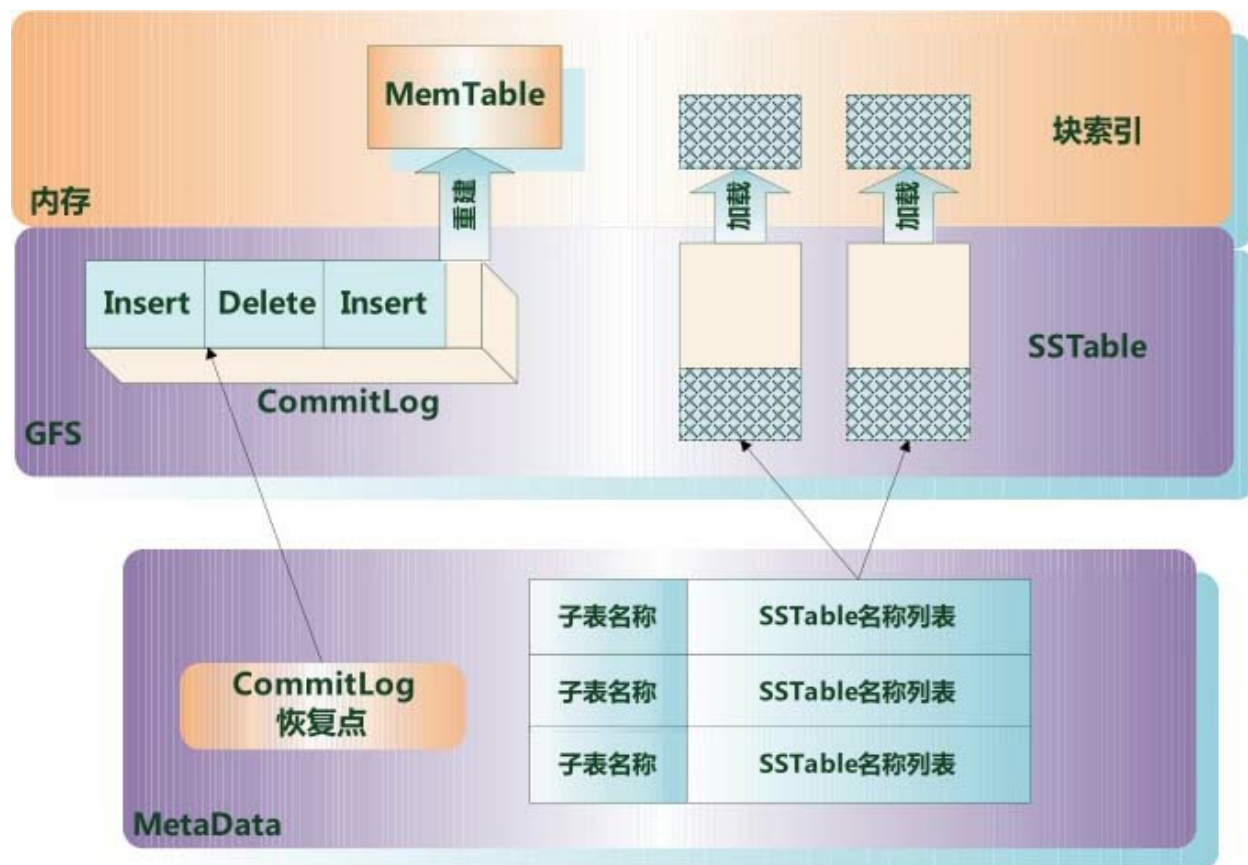 MemTable
块索引
内存
重建
加载
加载
Insert
Delete
Insert
SSTable
CommitLog
GFS
子表名称
SSTable名称列表
CommitLog
恢复点
子表名称
SSTable名称列表
子表名称
SSTable名称列表
MetaData